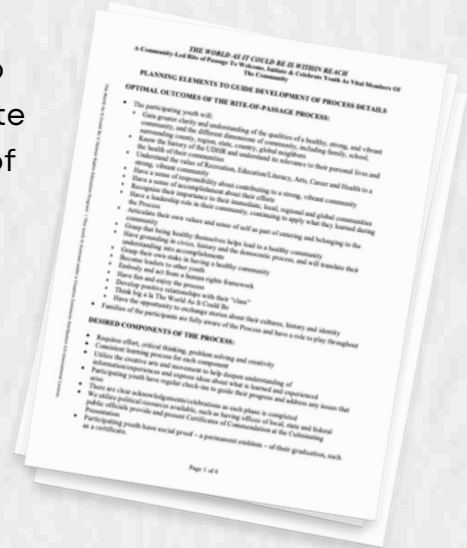 o
te
of
THE WORLD AS IT COULD BE IS WITHIN REACH
A Community-Led Rite of Passage To Welcome, Initiate & Celebrate Youth As Vital Members Of
The Community
PLANNING ELEMENTS TO GUIDE DEVELOPMENT OF PROCESS DETAILS
OPTIMAL OUTCOMES OF THE RITE-OF-PASSAGE PROCESS:
• The participating youth will:
• Gain greater clarity and understanding of the qualities of a healthy, strong, and vibrant
community, and the different dimensions of community, including family, school,
surrounding county, region, state, country, global neighbors
• Know the history of the UDHR and understand its relevance to their personal lives and
the health of their communities
• Understand the value of Recreation, Education/Literacy, Arts, Career and Health to a
strong, vibrant community
• Have a sense of responsibility about contributing to a strong, vibrant community
• Have a sense of accomplishment about their efforts
• Recognize their importance to their immediate, local, regional and global communities
• Have a leadership role in their community, continuing to apply what they learned during
the Process
• Articulate their own values and sense of self as part of entering and belonging to the
community
• Grasp that being healthy themselves helps lead to a healthy community
• Have grounding in civics, history and the democratic process, and will translate their
understanding into accomplishments
• Grasp their own stake in having a healthy community
• Become leaders to other youth
• Embody and act from a human rights framework
• Have fun and enjoy the process
• Develop positive relationships with their "class"
• Think big a la The World As It Could Be
• Have the opportunity to exchange stories about their cultures, history and identity
• Families of the participants are fully aware of the Process and have a role to play throughout
DESIRED COMPONENTS OF THE PROCESS:
• Requires effort, critical thinking, problem solving and creativity
• Consistent learning process for each component
• Utilize the creative arts and movement to help deepen understanding of
information/experiences and express ideas about what is learned and experienced
• Participating youth have regular check-ins to guide their progress and address any issues that
arise
• There are clear acknowledgements/celebrations as each phase is completed
• We utilize political resources available, such as having offices of local, state and federal
public officials provide and present Certificates of Commendation at the Culminating
Presentation
• Participating youth have social proof – a permanent emblem – of their graduation, such
as a certificate.
Page 1 of 4